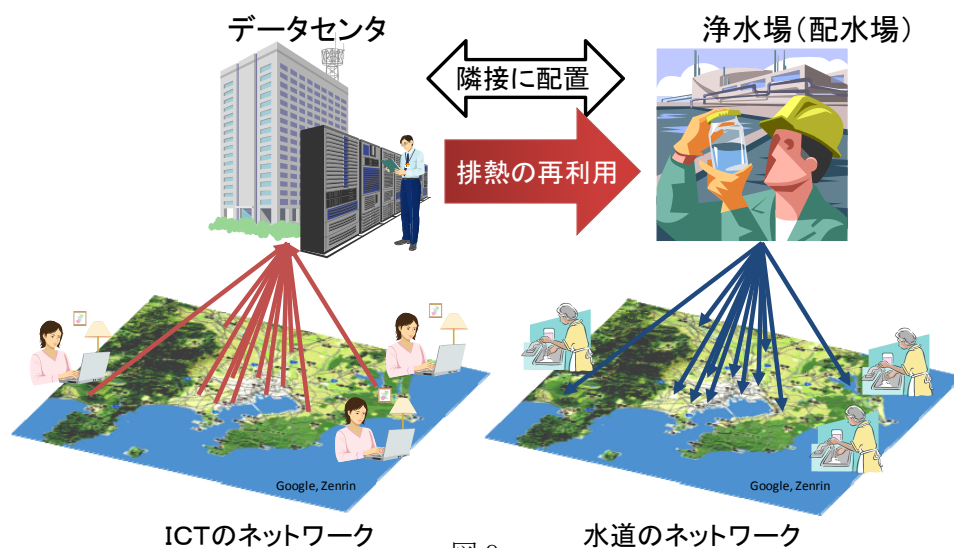 データセンタ
浄水場(配水場)
隣接に配置
排熱の再利用
Google, Zenrin
Google, Zenrin
ICTのネットワーク
水道のネットワーク